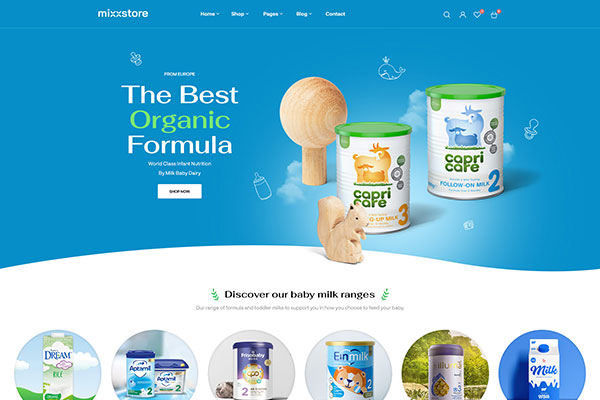 mixxstore
Home Shop Pages Blog Contact
FROM EUROPE
The Best
Organic
Formula
World Class Infant Nutrition
By Milk Baby Dairy
SHOP NOW
capri
care
FOLLOW-ON MILK 2
capri
care
G-UP MILK 3
Discover our baby milk ranges
Our range of formula and toddler milks to support you in how you choose to feed your baby.
DREAM
Aptamil
2
Aptamil
2
Frisobaby
2
Einmilk
2
Milk